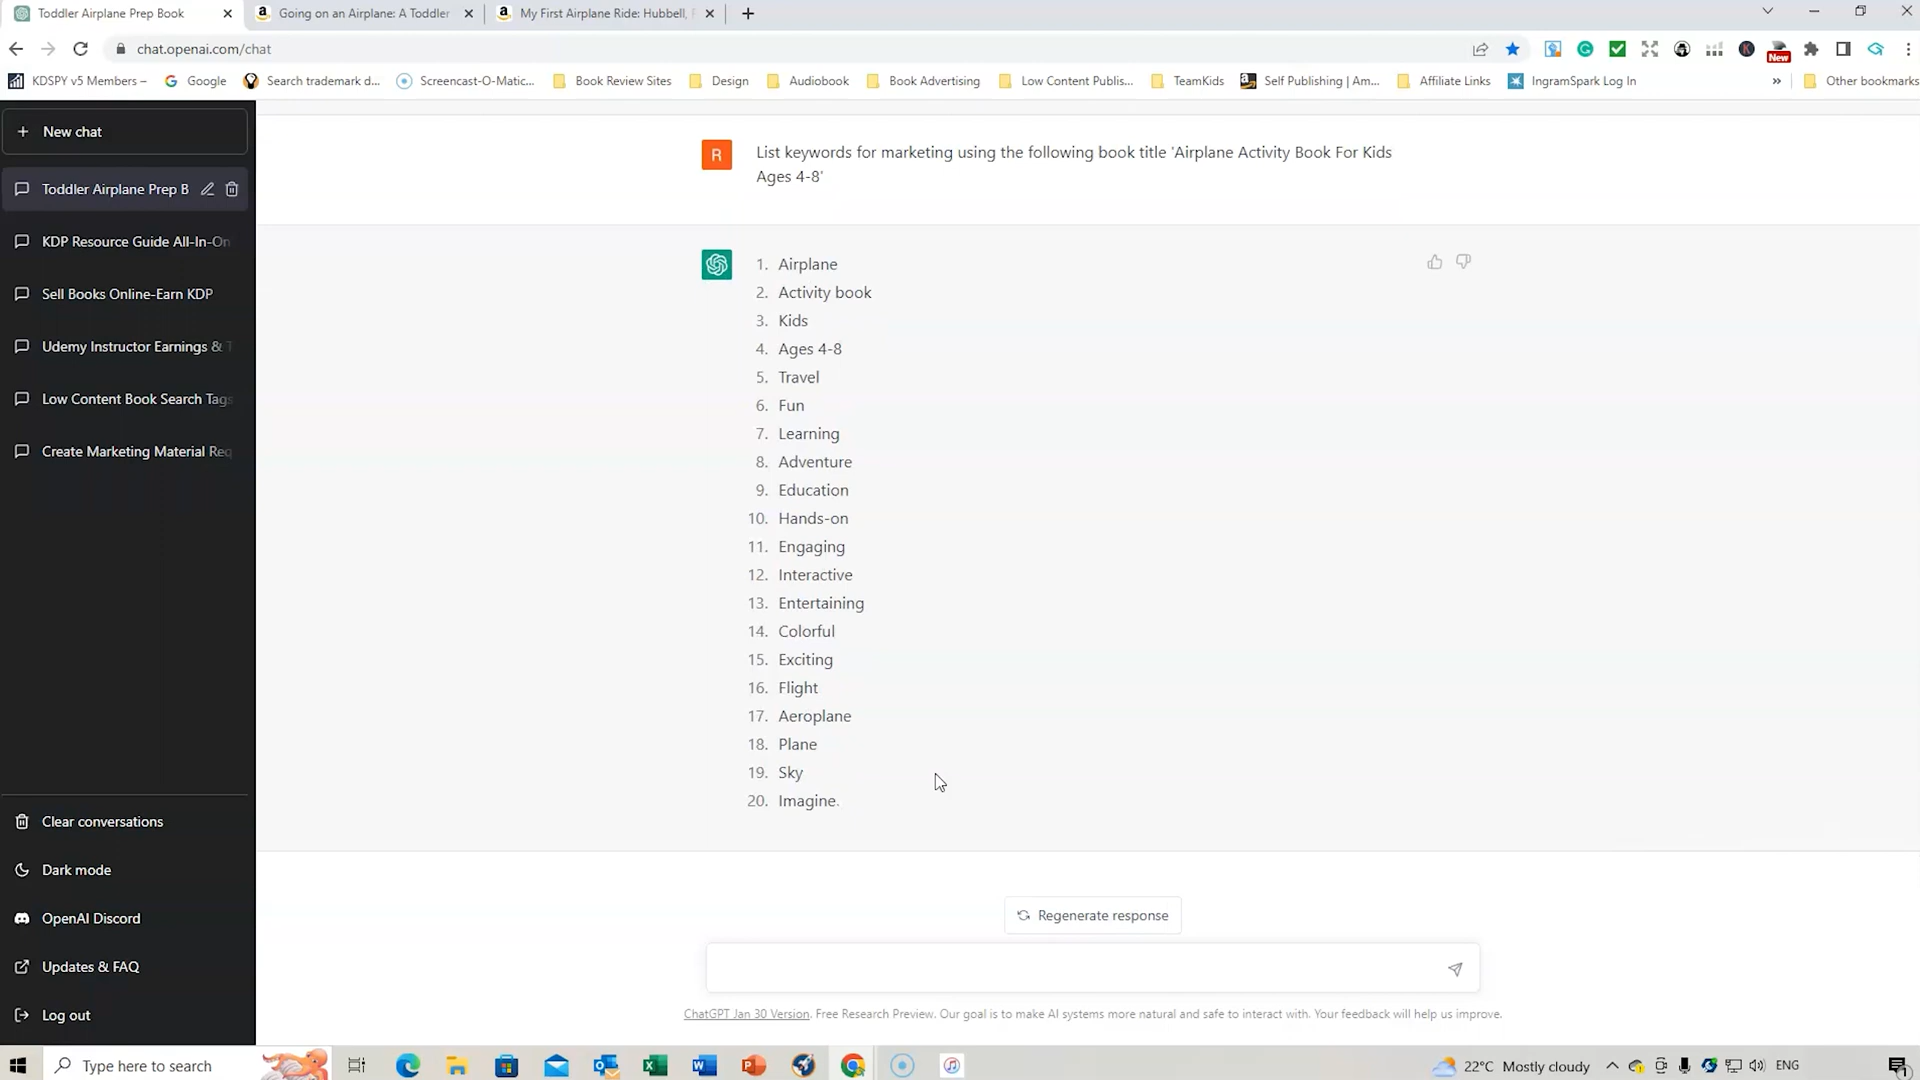 Toddler Airplane Prep Book
Going on an Airplane: A Toddler
My First Airplane Ride: Hubbell,
chat.openai.com/chat
New
KDSPY v5 Members –
Google
Search trademark d...
Screencast-O-Matic...
Book Review Sites
Design
Audiobook
Book Advertising
Low Content Publis...
TeamKids
Self Publishing | Am...
Affiliate Links
IngramSpark Log In
»
Other bookmarks
+ New chat
Toddler Airplane Prep B
KDP Resource Guide All-In-On
Sell Books Online-Earn KDP
Udemy Instructor Earnings & T
Low Content Book Search Tags
Create Marketing Material Req
Clear conversations
Dark mode
OpenAI Discord
Updates & FAQ
Log out
R
List keywords for marketing using the following book title 'Airplane Activity Book For Kids
Ages 4-8'
1. Airplane
2. Activity book
3. Kids
4. Ages 4-8
5. Travel
6. Fun
7. Learning
8. Adventure
9. Education
10. Hands-on
11. Engaging
12. Interactive
13. Entertaining
14. Colorful
15. Exciting
16. Flight
17. Aeroplane
18. Plane
19. Sky
20. Imagine.
Regenerate response
ChatGPT Jan 30 Version. Free Research Preview. Our goal is to make AI systems more natural and safe to interact with. Your feedback will help us improve.
Type here to search
22°C Mostly cloudy
ENG